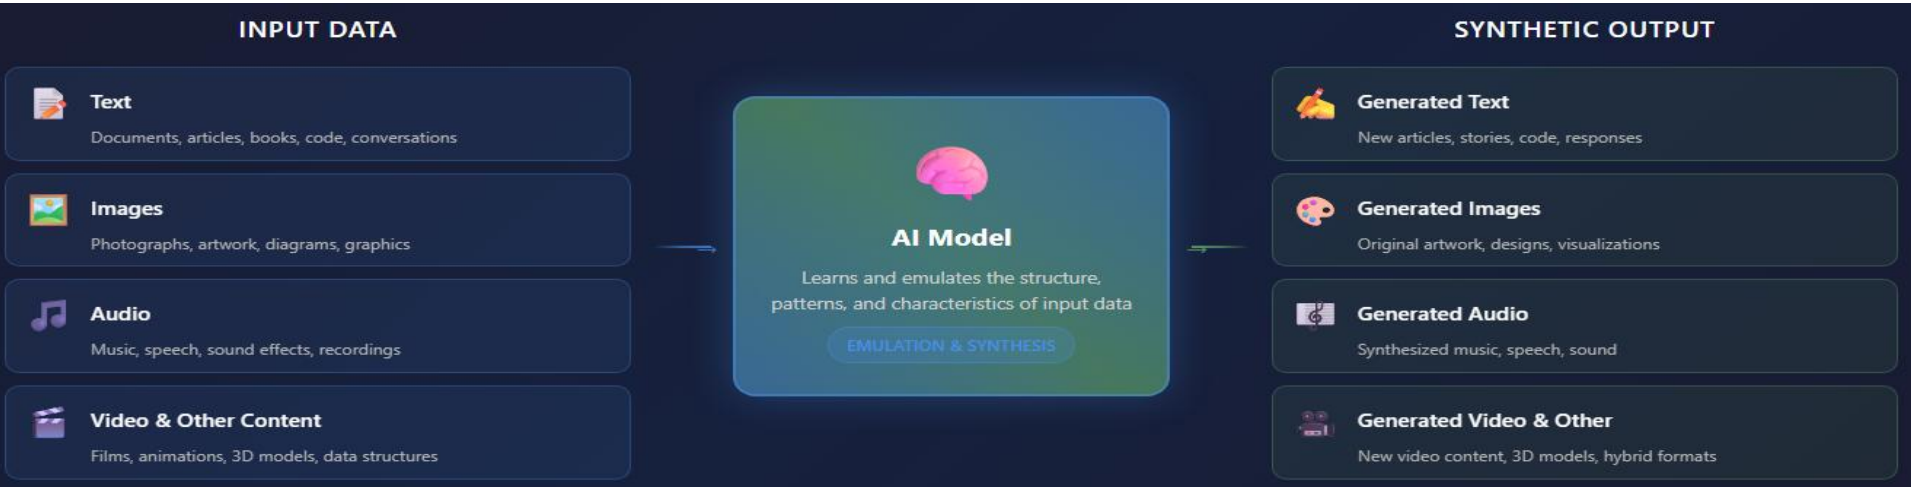 INPUT DATA
Text
Documents, articles, books, code, conversations
Images
Photographs, artwork, diagrams, graphics
Audio
Music, speech, sound effects, recordings
Video & Other Content
Films, animations, 3D models, data structures
AI Model
Learns and emulates the structure,
patterns, and characteristics of input data
EMULATION & SYNTHESIS
SYNTHETIC OUTPUT
Generated Text
New articles, stories, code, responses
Generated Images
Original artwork, designs, visualizations
Generated Audio
Synthesized music, speech, sound
Generated Video & Other
New video content, 3D models, hybrid formats